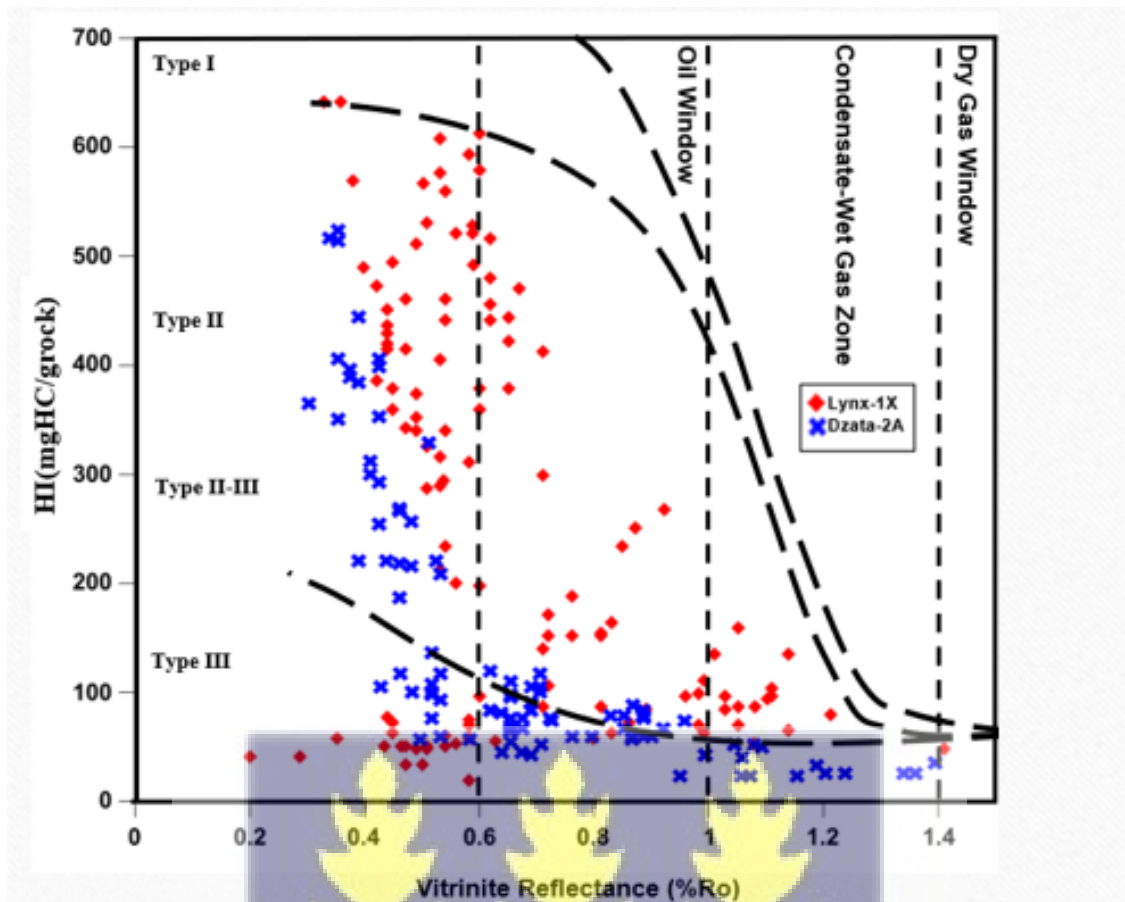 700
600
500
400
300
200
100
0
HI(mgHC/grock)
Type I
Type II
Type II-III
Type III
Oil Window
Condensate-Wet Gas Zone
Dry Gas Window
Lynx-1X
Dzata-2A
0 0.2 0.4 0.6 0.8 1 1.2 1.4
Vitrinite Reflectance (%Ro)